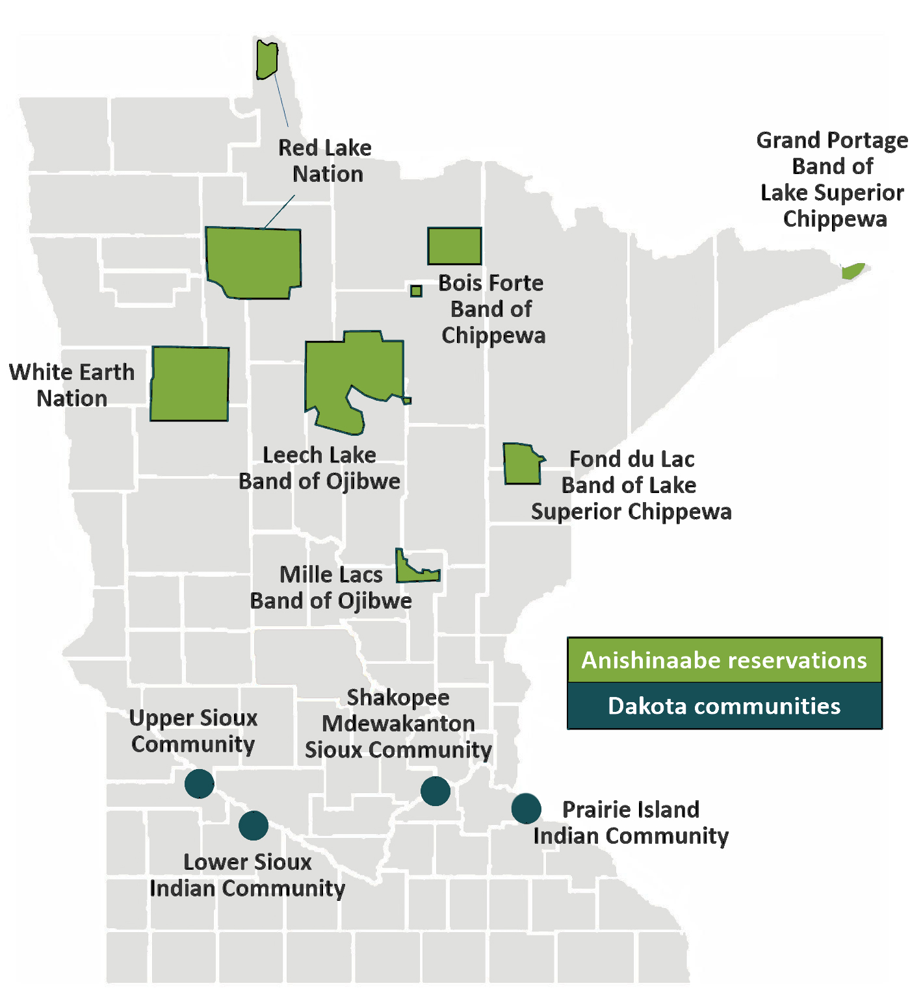 Red Lake
Nation
Grand Portage
Band of
Lake Superior
Chippewa
Bois Forte
Band of
Chippewa
White Earth
Nation
Leech Lake
Band of Ojibwe
Fond du Lac
Band of Lake
Superior Chippewa
Mille Lacs
Band of Ojibwe
Anishinaabe reservations
Dakota communities
Upper Sioux
Community
Shakopee
Mdewakanton
Sioux Community
Prairie Island
Indian Community
Lower Sioux
Indian Community